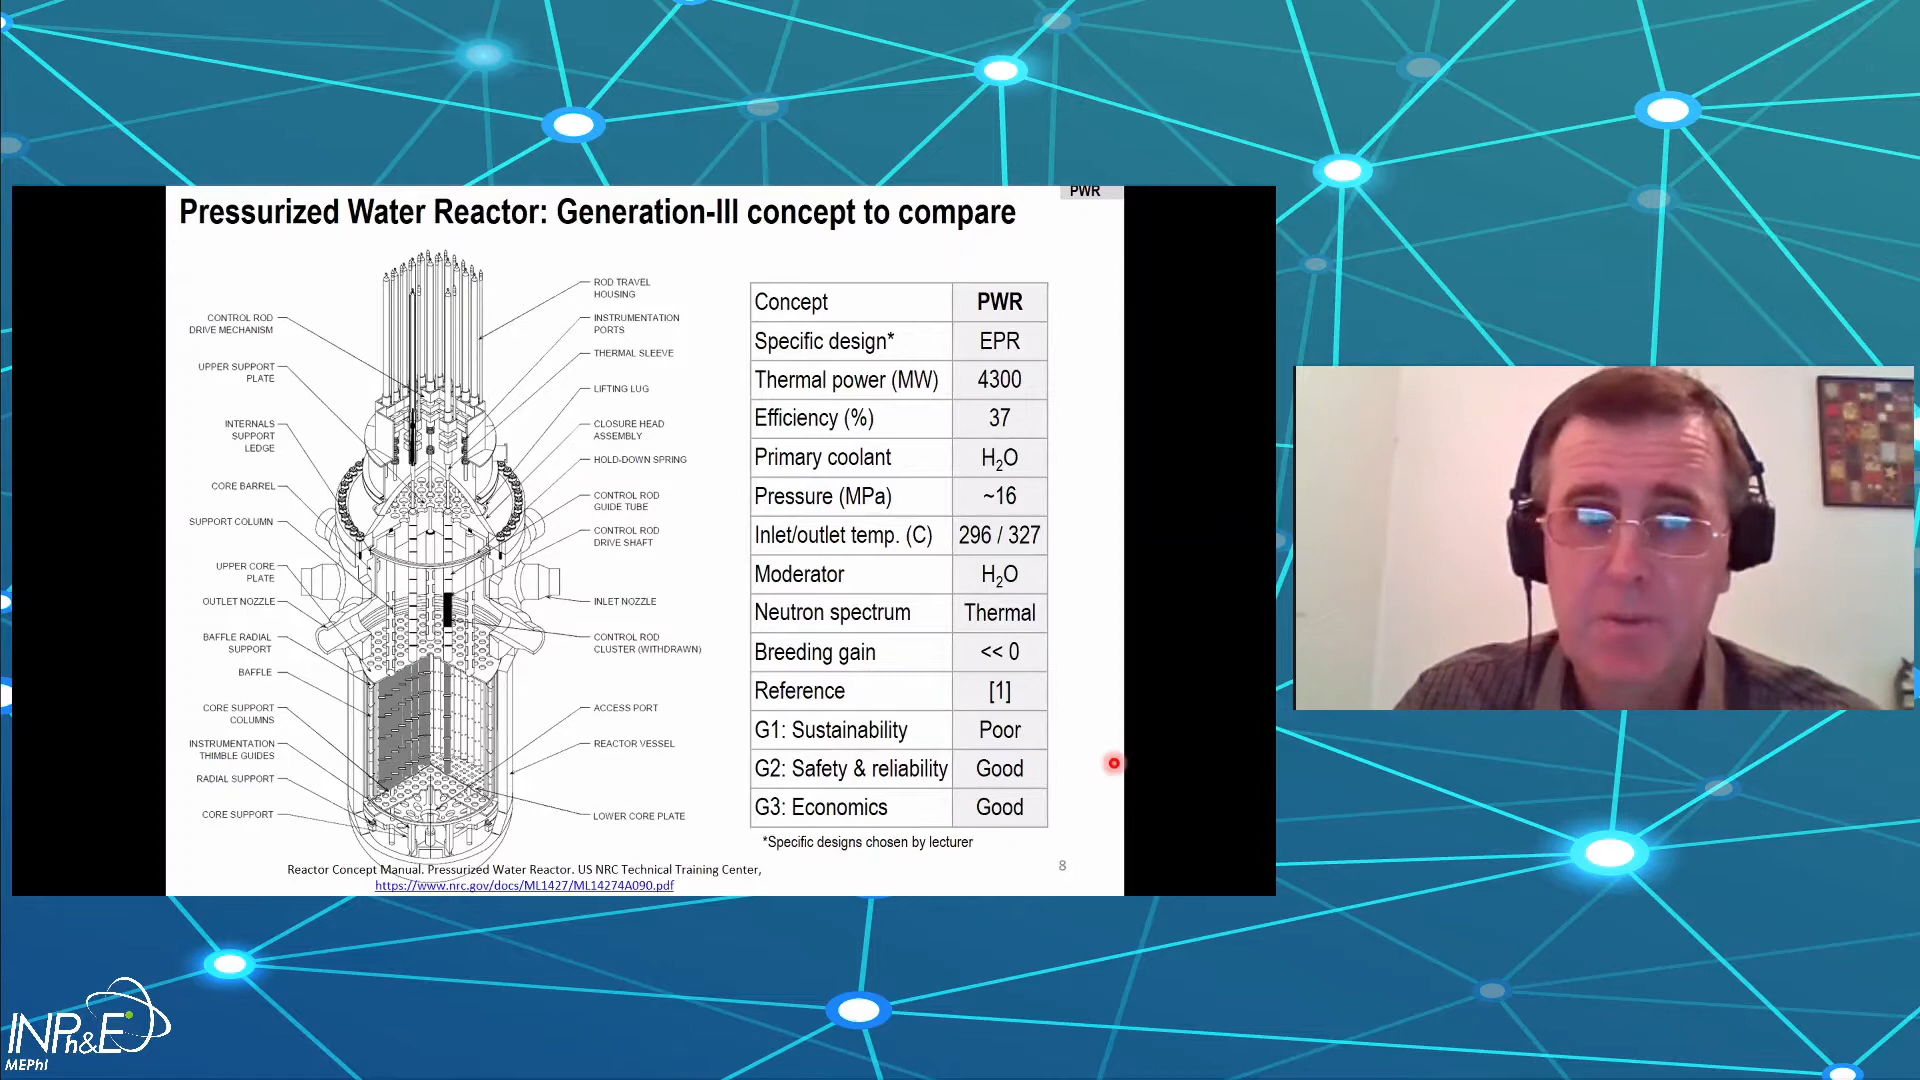 PWR
Pressurized Water Reactor: Generation-III concept to compare
CONTROL ROD
DRIVE MECHANISM
UPPER SUPPORT
PLATE
INTERNALS
SUPPORT
LEDGE
CORE BARREL
SUPPORT COLUMN
UPPER CORE
PLATE
OUTLET NOZZLE
BAFFLE RADIAL
SUPPORT
BAFFLE
CORE SUPPORT
COLUMNS
INSTRUMENTATION
THIMBLE GUIDES
RADIAL SUPPORT
CORE SUPPORT
ROD TRAVEL
HOUSING
INSTRUMENTATION
PORTS
THERMAL SLEEVE
LIFTING LUG
CLOSURE HEAD
ASSEMBLY
HOLD-DOWN SPRING
CONTROL ROD
GUIDE TUBE
CONTROL ROD
DRIVE SHAFT
INLET NOZZLE
CONTROL ROD
CLUSTER (WITHDRAWN)
ACCESS PORT
REACTOR VESSEL
LOWER CORE PLATE
Concept PWR
Specific design* EPR
Thermal power (MW) 4300
Efficiency (%) 37
Primary coolant H₂O
Pressure (MPa) ~16
Inlet/outlet temp. (C) 296 / 327
Moderator H₂O
Neutron spectrum Thermal
Breeding gain << 0
Reference [1]
G1: Sustainability Poor
G2: Safety & reliability Good
G3: Economics Good
*Specific designs chosen by lecturer
Reactor Concept Manual. Pressurized Water Reactor. US NRC Technical Training Center,
https://www.nrc.gov/docs/ML1427/ML14274A090.pdf
8
INPh&E
MEPhI